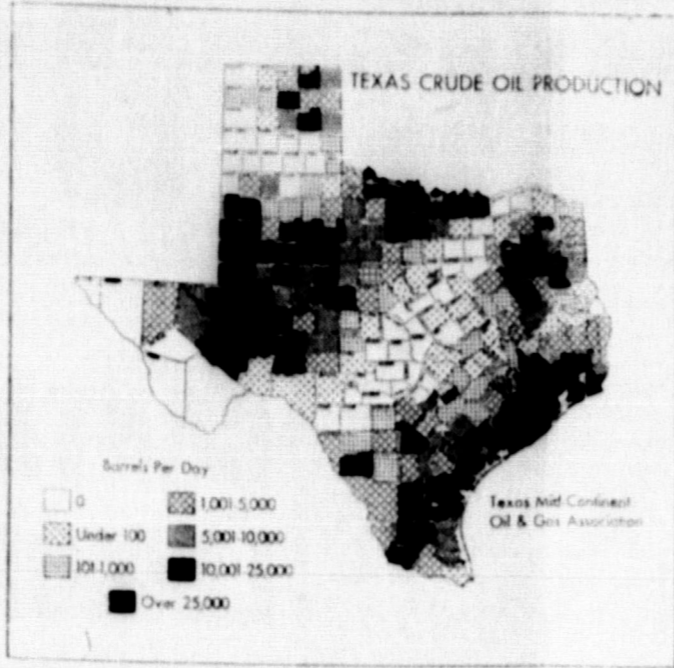 TEXAS CRUDE OIL PRODUCTION
Barrels Per Day
0
Under 100
101-1,000
1,001-5,000
5,001-10,000
10,001-25,000
Over 25,000
Texas Mid-Continent
Oil & Gas Association